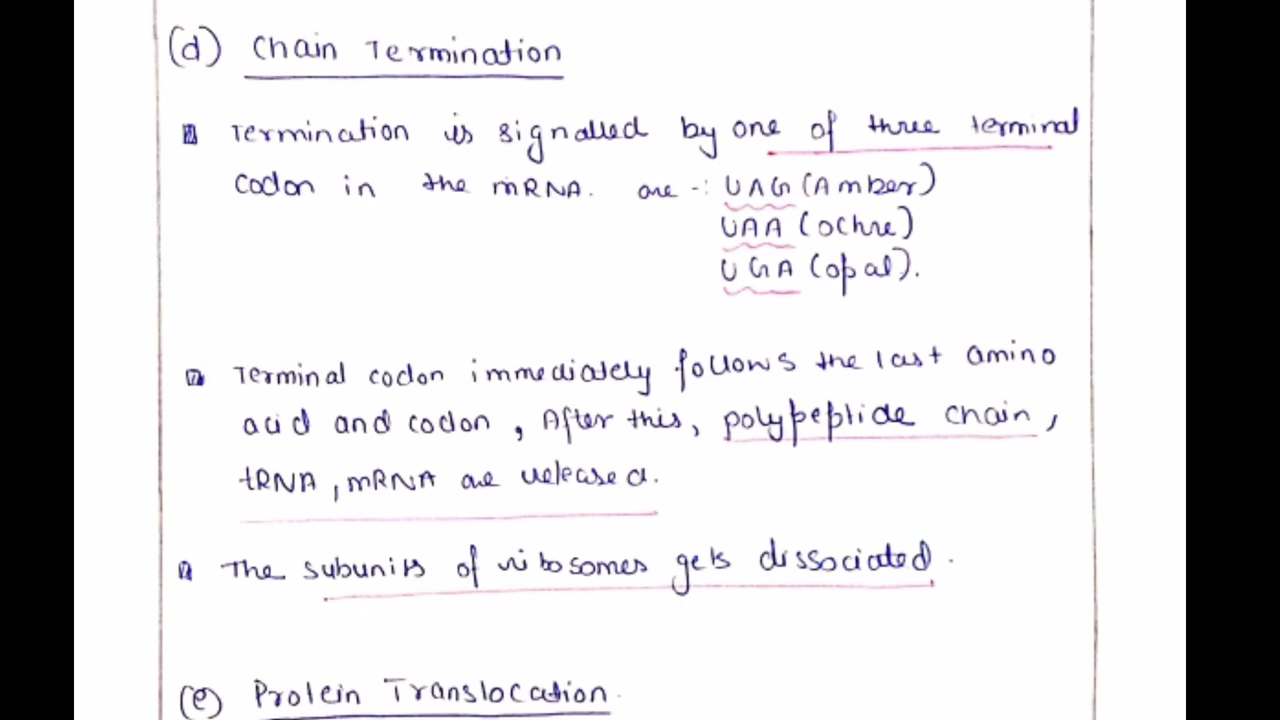 (d) Chain Termination
Termination is signalled by one of three terminal
codon in the mRNA. are -: UAG (Amber)
UAA (ochre)
UGA (opal).
Terminal codon immediately follows the last amino
acid and codon, After this, polypeptide chain,
tRNA, mRNA are released.
The subunits of ribosomes gets dissociated.
(e) Protein Translocation.